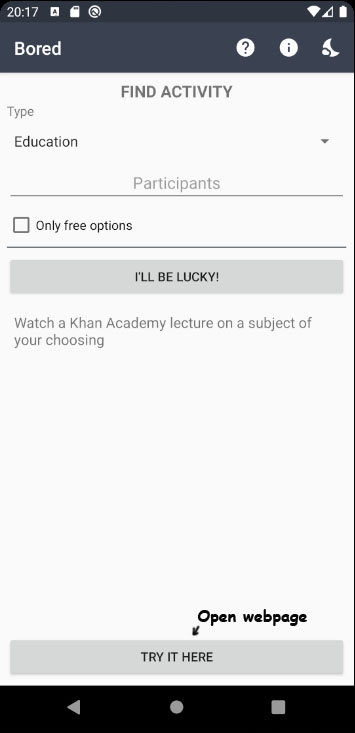 20:17
Bored
FIND ACTIVITY
Type
Education
Participants
Only free options
I'LL BE LUCKY!
Watch a Khan Academy lecture on a subject of
your choosing
Open webpage
TRY IT HERE